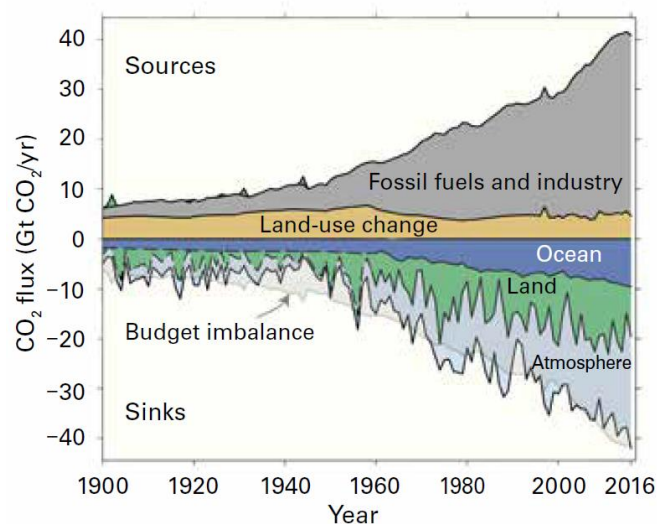 CO₂ flux (Gt CO₂/yr)
40
30
20
10
0
−10
−20
−30
−40
Sources
Fossil fuels and industry
Land-use change
Ocean
Land
Budget imbalance
Atmosphere
Sinks
1900 1920 1940 1960 1980 2000 2016
Year